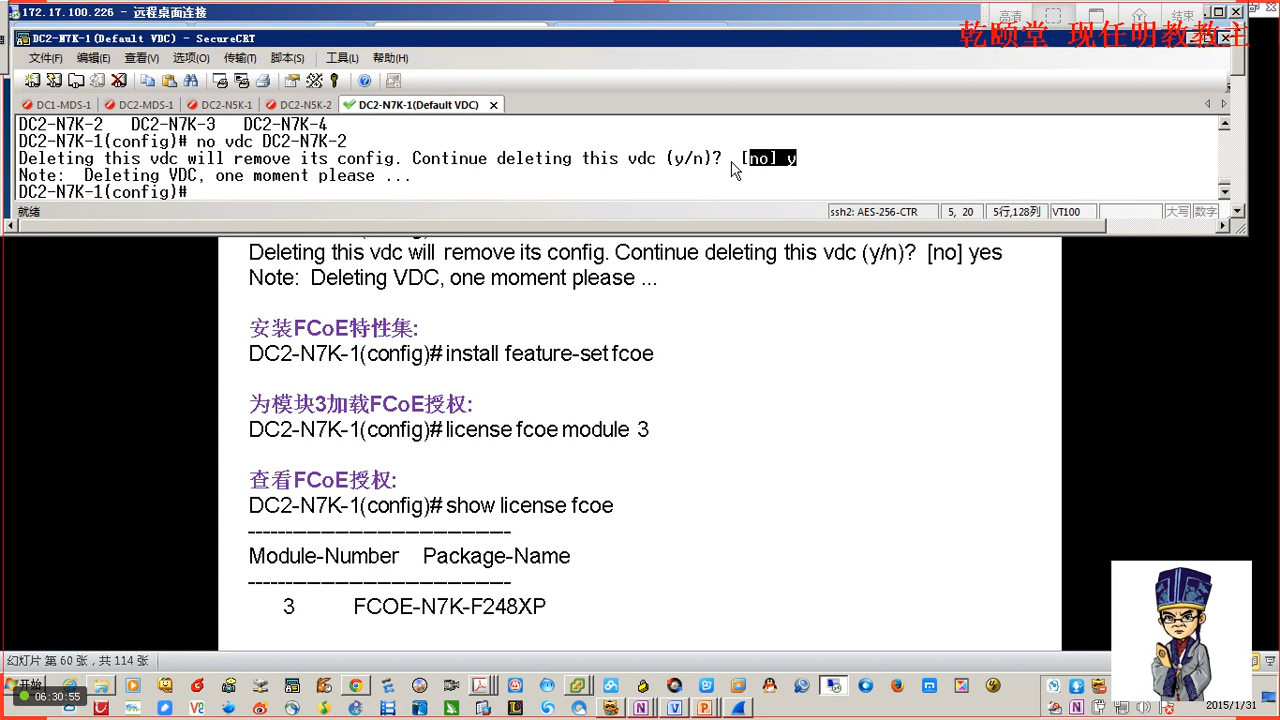 172.17.100.226 - 远程桌面连接
高清
结束
乾颐堂 现任明教教主
DC2-N7K-1(Default VDC) - SecureCRT
文件(F) 编辑(E) 查看(V) 选项(O) 传输(T) 脚本(S) 工具(L) 帮助(H)
DC1-MDS-1 DC2-MDS-1 DC2-N5K-1 DC2-N5K-2 DC2-N7K-1(Default VDC)
DC2-N7K-2 DC2-N7K-3 DC2-N7K-4
DC2-N7K-1(config)# no vdc DC2-N7K-2
Deleting this vdc will remove its config. Continue deleting this vdc (y/n)? [no] y
Note: Deleting VDC, one moment please ...
DC2-N7K-1(config)#
就绪 ssh2: AES-256-CTR 5, 20 5行,128列 VT100 大写 数字
Deleting this vdc will remove its config. Continue deleting this vdc (y/n)? [no] yes
Note: Deleting VDC, one moment please ...
安装FCoE特性集:
DC2-N7K-1(config)# install feature-set fcoe
为模块3加载FCoE授权:
DC2-N7K-1(config)# license fcoe module 3
查看FCoE授权:
DC2-N7K-1(config)# show license fcoe
Module-Number Package-Name
3 FCOE-N7K-F248XP
幻灯片 第 60 张，共 114 张
开始
06:30:55
2015/1/31